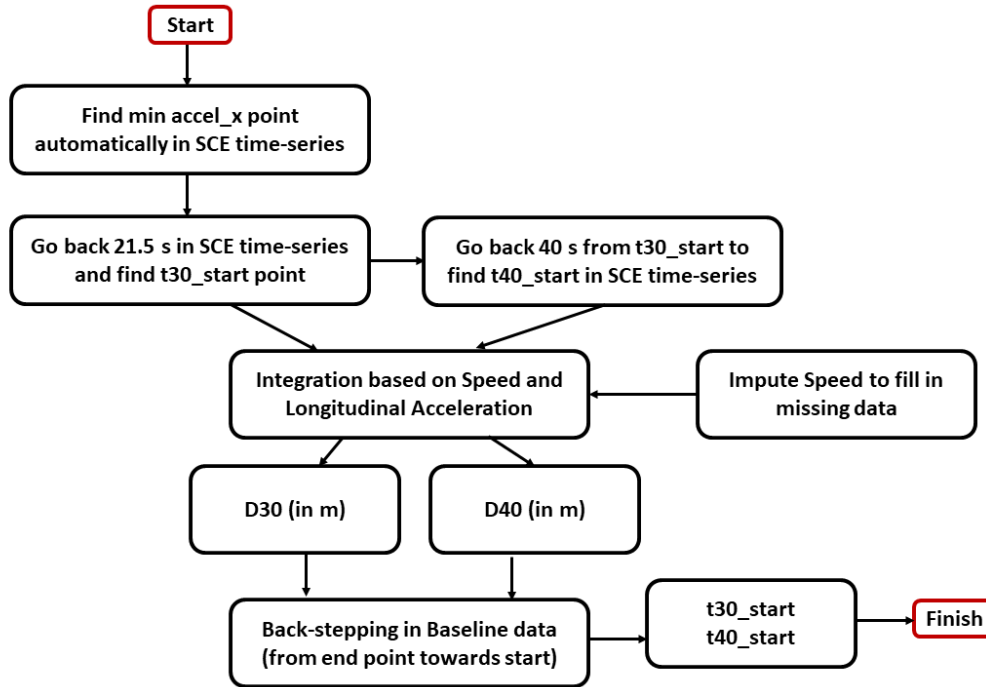 Start
Find min accel_x point
automatically in SCE time-series
Go back 21.5 s in SCE time-series
and find t30_start point
Go back 40 s from t30_start to
find t40_start in SCE time-series
Integration based on Speed and
Longitudinal Acceleration
Impute Speed to fill in
missing data
D30 (in m)
D40 (in m)
Back-stepping in Baseline data
(from end point towards start)
t30_start
t40_start
Finish